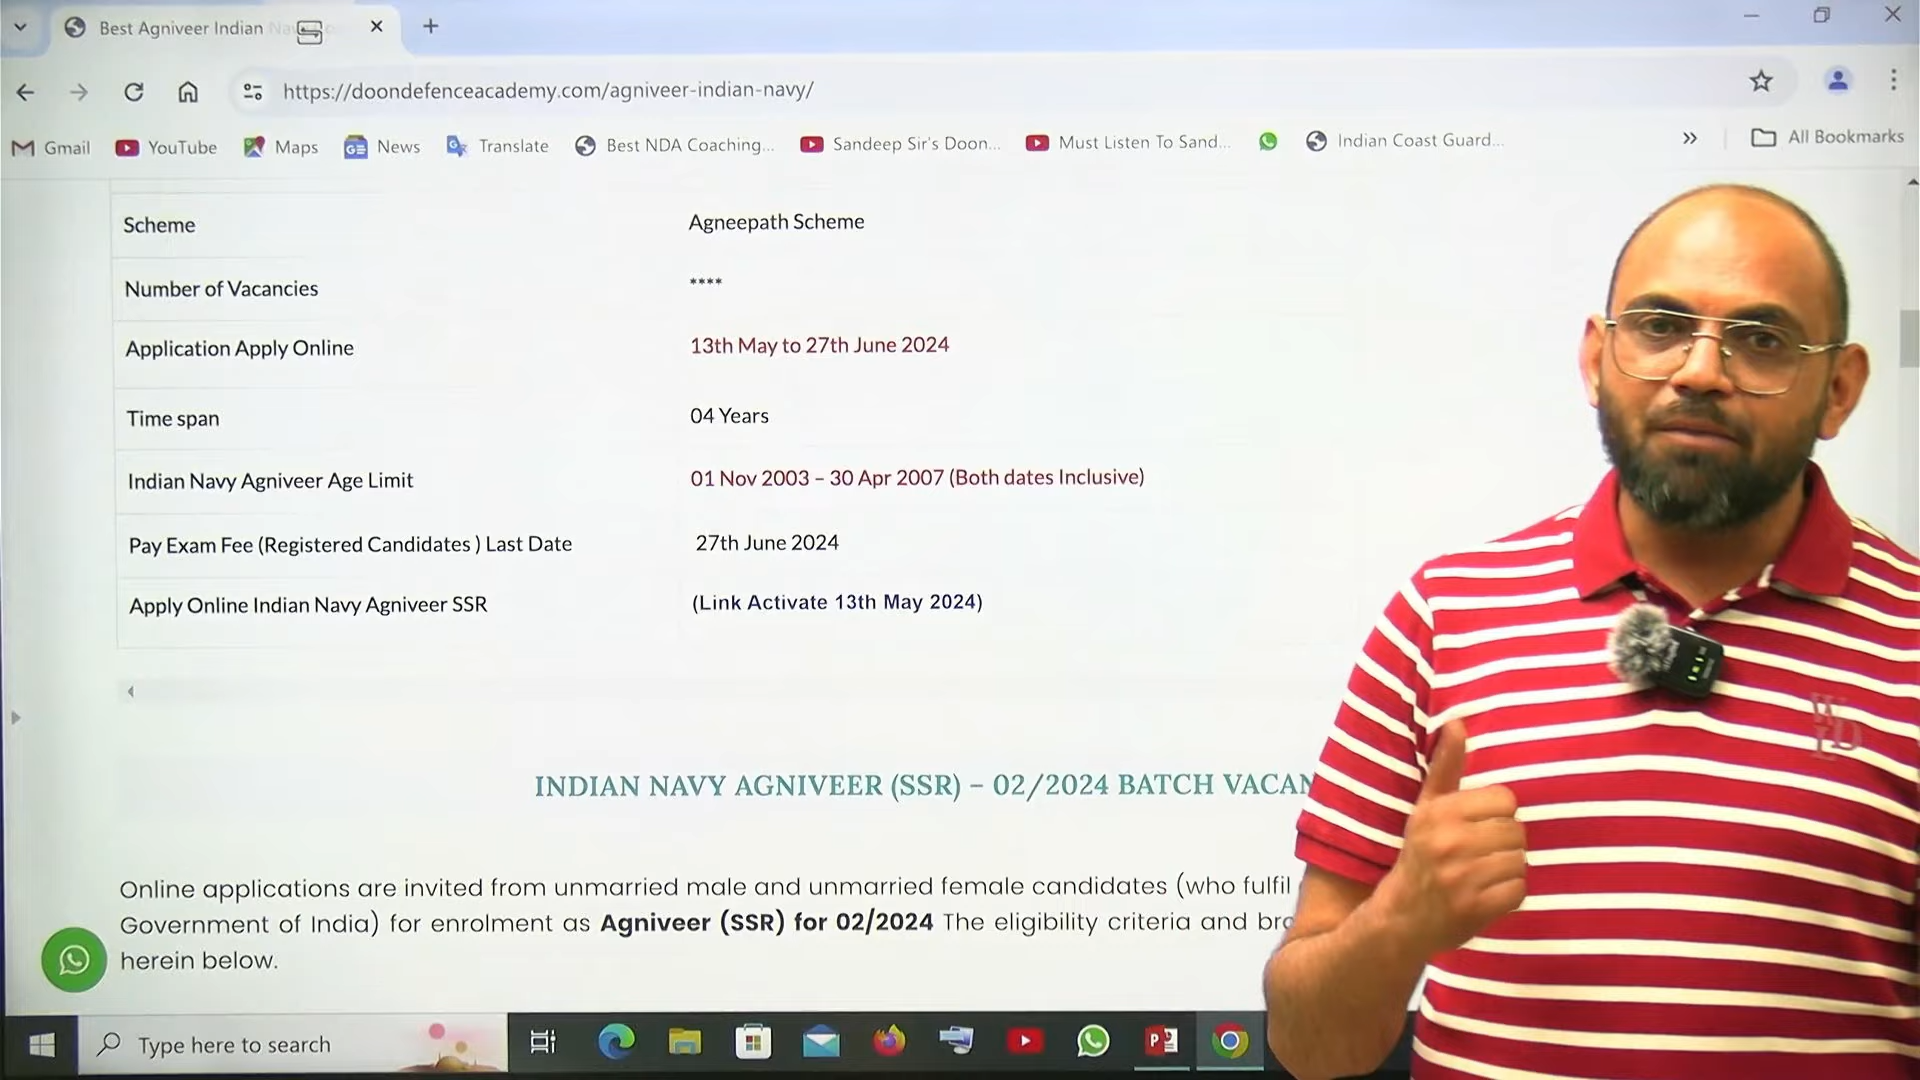 Best Agniveer Indian
https://doondefenceacademy.com/agniveer-indian-navy/
Gmail YouTube Maps News Translate Best NDA Coaching... Sandeep Sir's Doon... Must Listen To Sand... Indian Coast Guard... All Bookmarks
Scheme Agneepath Scheme
Number of Vacancies ****
Application Apply Online 13th May to 27th June 2024
Time span 04 Years
Indian Navy Agniveer Age Limit 01 Nov 2003 – 30 Apr 2007 (Both dates Inclusive)
Pay Exam Fee (Registered Candidates ) Last Date 27th June 2024
Apply Online Indian Navy Agniveer SSR (Link Activate 13th May 2024)
INDIAN NAVY AGNIVEER (SSR) – 02/2024 BATCH VACAN
Online applications are invited from unmarried male and unmarried female candidates (who fulfil
Government of India) for enrolment as Agniveer (SSR) for 02/2024 The eligibility criteria and bro
herein below.
Type here to search